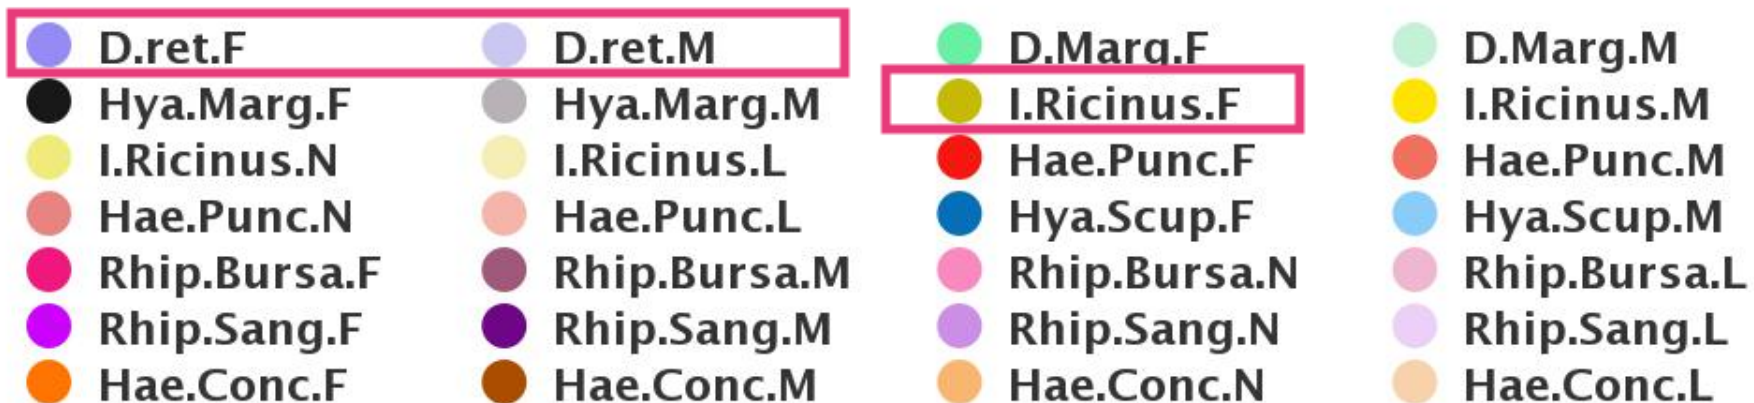 D.ret.F D.ret.M D.Marg.F D.Marg.M
Hya.Marg.F Hya.Marg.M I.Ricinus.F I.Ricinus.M
I.Ricinus.N I.Ricinus.L Hae.Punc.F Hae.Punc.M
Hae.Punc.N Hae.Punc.L Hya.Scup.F Hya.Scup.M
Rhip.Bursa.F Rhip.Bursa.M Rhip.Bursa.N Rhip.Bursa.L
Rhip.Sang.F Rhip.Sang.M Rhip.Sang.N Rhip.Sang.L
Hae.Conc.F Hae.Conc.M Hae.Conc.N Hae.Conc.L